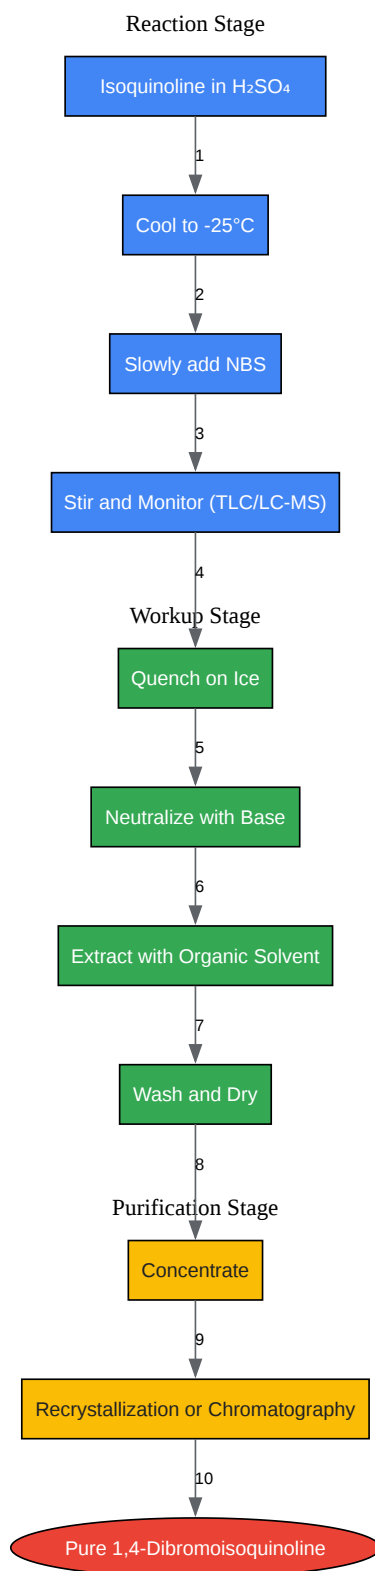 Reaction Stage
Isoquinoline in H₂SO₄
1
Cool to -25°C
2
Slowly add NBS
3
Stir and Monitor (TLC/LC-MS)
4
Workup Stage
Quench on Ice
5
Neutralize with Base
6
Extract with Organic Solvent
7
Wash and Dry
8
Purification Stage
Concentrate
9
Recrystallization or Chromatography
10
Pure 1,4-Dibromoisoquinoline